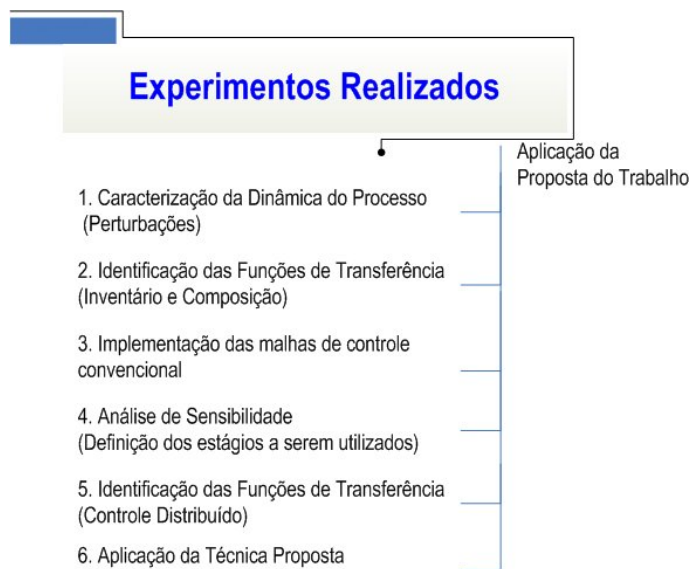 Experimentos Realizados
Aplicação da
Proposta do Trabalho
1. Caracterização da Dinâmica do Processo
(Perturbações)
2. Identificação das Funções de Transferência
(Inventário e Composição)
3. Implementação das malhas de controle
convencional
4. Análise de Sensibilidade
(Definição dos estágios a serem utilizados)
5. Identificação das Funções de Transferência
(Controle Distribuído)
6. Aplicação da Técnica Proposta